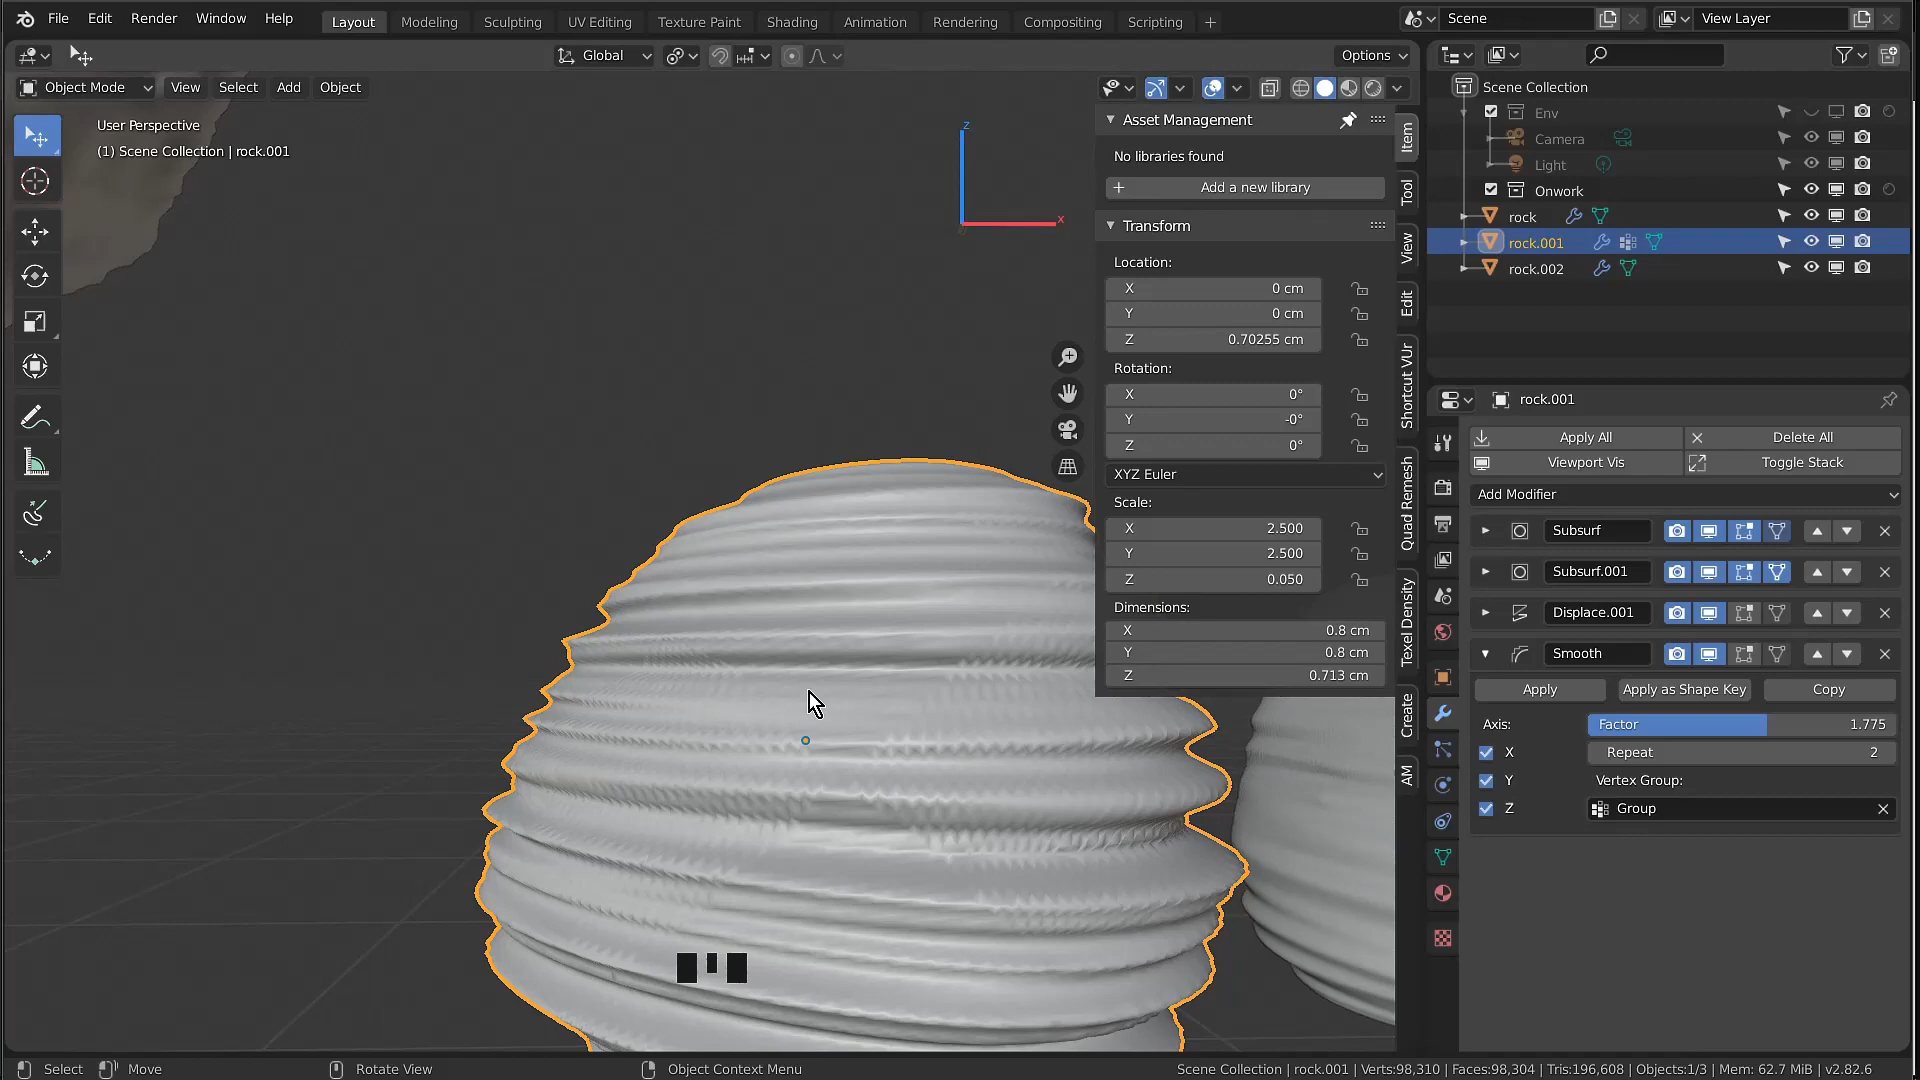 File Edit Render Window Help Layout Modeling Sculpting UV Editing Texture Paint Shading Animation Rendering Compositing Scripting + Scene View Layer
Global Options
Object Mode View Select Add Object
User Perspective
(1) Scene Collection | rock.001
z
x
Asset Management
No libraries found
Add a new library
Transform
Location:
X 0 cm
Y 0 cm
Z 0.70255 cm
Rotation:
X 0°
Y -0°
Z 0°
XYZ Euler
Scale:
X 2.500
Y 2.500
Z 0.050
Dimensions:
X 0.8 cm
Y 0.8 cm
Z 0.713 cm
Item
Tool
View
Edit
Shortcut VUr
Quad Remesh
Texel Density
Create
AM
Scene Collection
Env
Camera
Light
Onwork
rock
rock.001
rock.002
rock.001
Apply All Delete All
Viewport Vis Toggle Stack
Add Modifier
Subsurf
Subsurf.001
Displace.001
Smooth
Apply Apply as Shape Key Copy
Axis: Factor 1.775
X Repeat 2
Y Vertex Group:
Z Group
Select Move Rotate View Object Context Menu Scene Collection | rock.001 | Verts:98,310 | Faces:98,304 | Tris:196,608 | Objects:1/3 | Mem: 62.7 MiB | v2.82.6